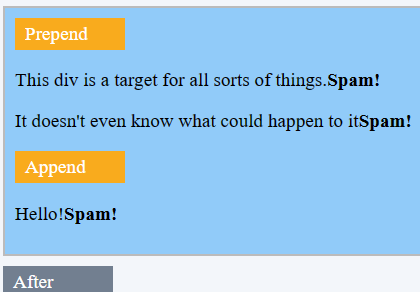 Prepend
This div is a target for all sorts of things.Spam!
It doesn't even know what could happen to itSpam!
Append
Hello!Spam!
After